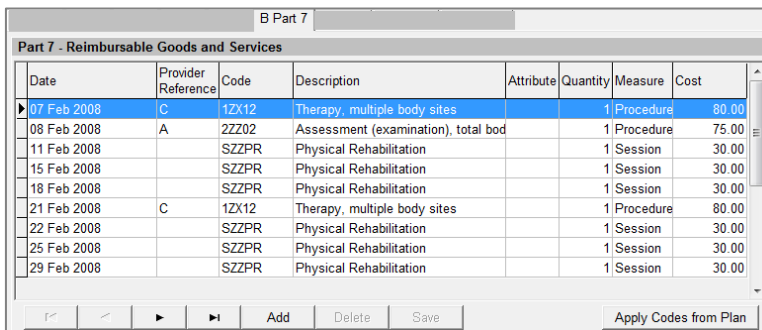 B Part 7
Part 7 - Reimbursable Goods and Services
Date Provider Reference Code Description Attribute Quantity Measure Cost
07 Feb 2008 C 1ZX12 Therapy, multiple body sites 1 Procedure 80.00
08 Feb 2008 A 2ZZ02 Assessment (examination), total bod 1 Procedure 75.00
11 Feb 2008 SZZPR Physical Rehabilitation 1 Session 30.00
15 Feb 2008 SZZPR Physical Rehabilitation 1 Session 30.00
18 Feb 2008 SZZPR Physical Rehabilitation 1 Session 30.00
21 Feb 2008 C 1ZX12 Therapy, multiple body sites 1 Procedure 80.00
22 Feb 2008 SZZPR Physical Rehabilitation 1 Session 30.00
25 Feb 2008 SZZPR Physical Rehabilitation 1 Session 30.00
29 Feb 2008 SZZPR Physical Rehabilitation 1 Session 30.00
Add Delete Save Apply Codes from Plan